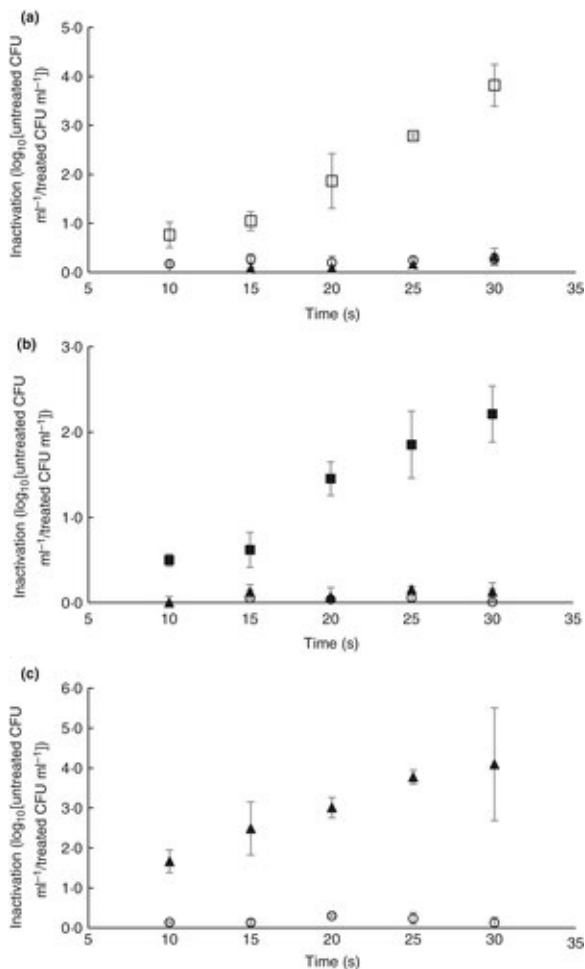 (a)
Inactivation (log₁₀[untreated CFU
ml⁻¹/treated CFU ml⁻¹])
5·0
4·0
3·0
2·0
1·0
0·0
5 10 15 20 25 30 35
Time (s)
(b)
Inactivation (log₁₀[untreated CFU
ml⁻¹/treated CFU ml⁻¹])
3·0
2·0
1·0
0·0
5 10 15 20 25 30 35
Time (s)
(c)
Inactivation (log₁₀[untreated CFU
ml⁻¹/treated CFU ml⁻¹])
6·0
5·0
4·0
3·0
2·0
1·0
0·0
5 10 15 20 25 30 35
Time (s)